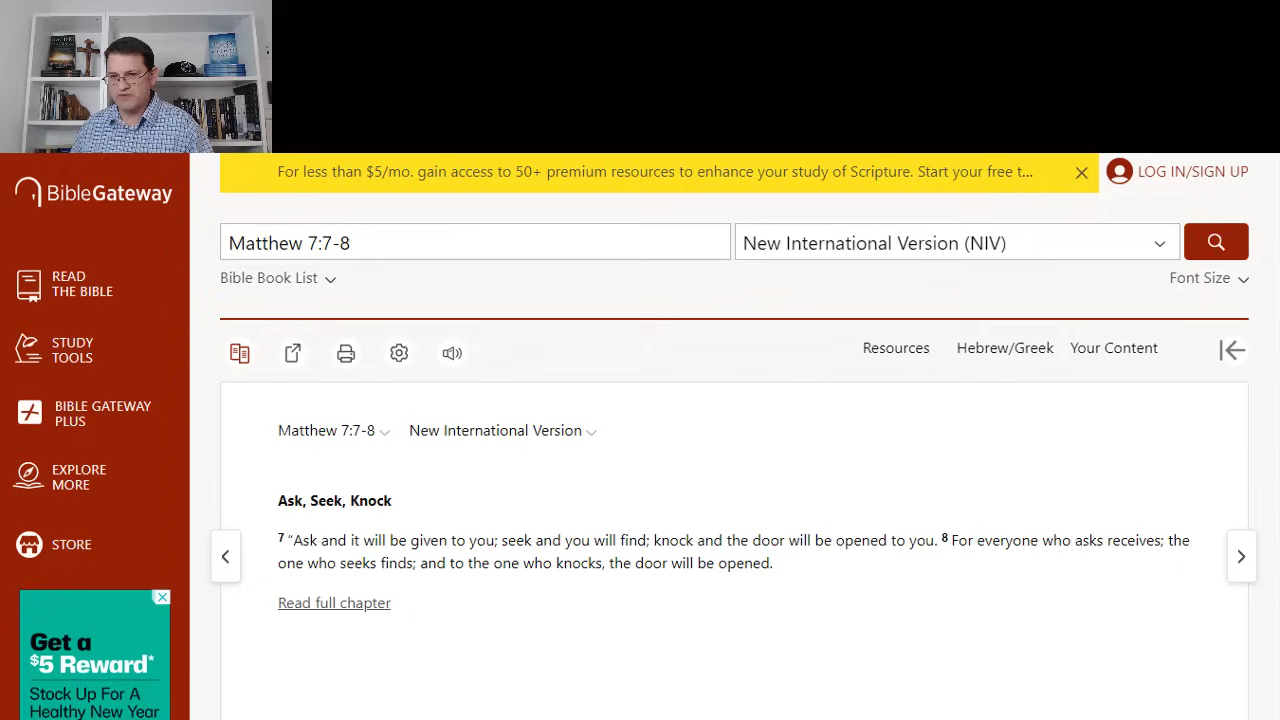 For less than $5/mo. gain access to 50+ premium resources to enhance your study of Scripture. Start your free t...
LOG IN/SIGN UP
BibleGateway
Matthew 7:7-8
New International Version (NIV)
Bible Book List
Font Size
READ
THE BIBLE
STUDY
TOOLS
BIBLE GATEWAY
PLUS
EXPLORE
MORE
STORE
Resources
Hebrew/Greek
Your Content
Matthew 7:7-8
New International Version
Ask, Seek, Knock
7 “Ask and it will be given to you; seek and you will find; knock and the door will be opened to you. 8 For everyone who asks receives; the
one who seeks finds; and to the one who knocks, the door will be opened.
Read full chapter
Get a
$5 Reward*
Stock Up For A
Healthy New Year